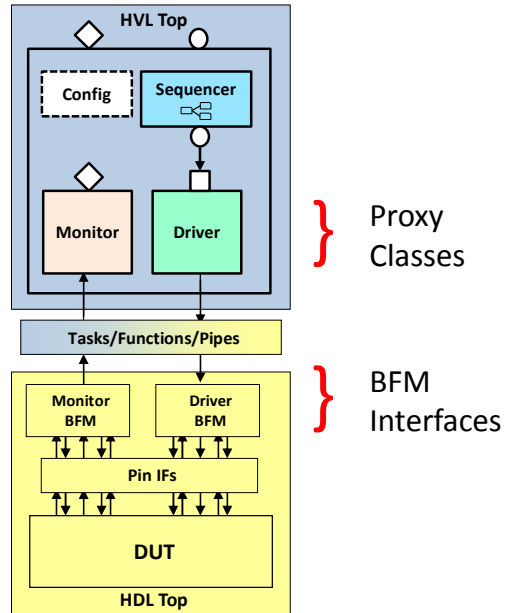 HVL Top
Config
Sequencer
Monitor
Driver
Proxy
Classes
Tasks/Functions/Pipes
Monitor
BFM
Driver
BFM
BFM
Interfaces
Pin IFs
DUT
HDL Top